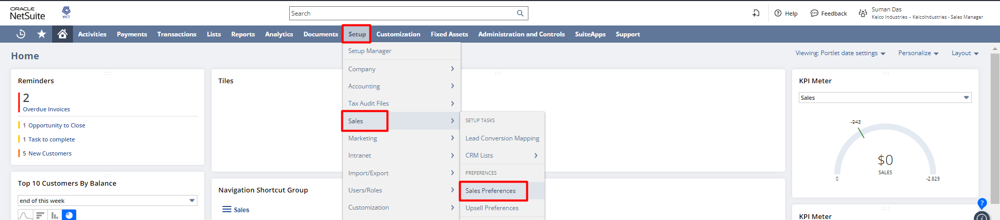 ORACLE
NetSuite
WCT
Search
Help
Feedback
Suman Das
Kelco Industries - KelcoIndustries - Sales Manager
Activities
Payments
Transactions
Lists
Reports
Analytics
Documents
Setup
Customization
Fixed Assets
Administration and Controls
SuiteApps
Support
Home
Viewing: Portlet date settings
Personalize
Layout
Setup Manager
Company
Accounting
Tax Audit Files
Sales
Marketing
Intranet
Import/Export
Users/Roles
Customization
SETUP TASKS
Lead Conversion Mapping
CRM Lists
PREFERENCES
Sales Preferences
Upsell Preferences
Reminders
2
Overdue Invoices
1 Opportunity to Close
1 Task to complete
5 New Customers
Top 10 Customers By Balance
end of this week
Tiles
Navigation Shortcut Group
Sales
KPI Meter
Sales
-943
$0
SALES
0
-2,829
KPI Meter
?
i